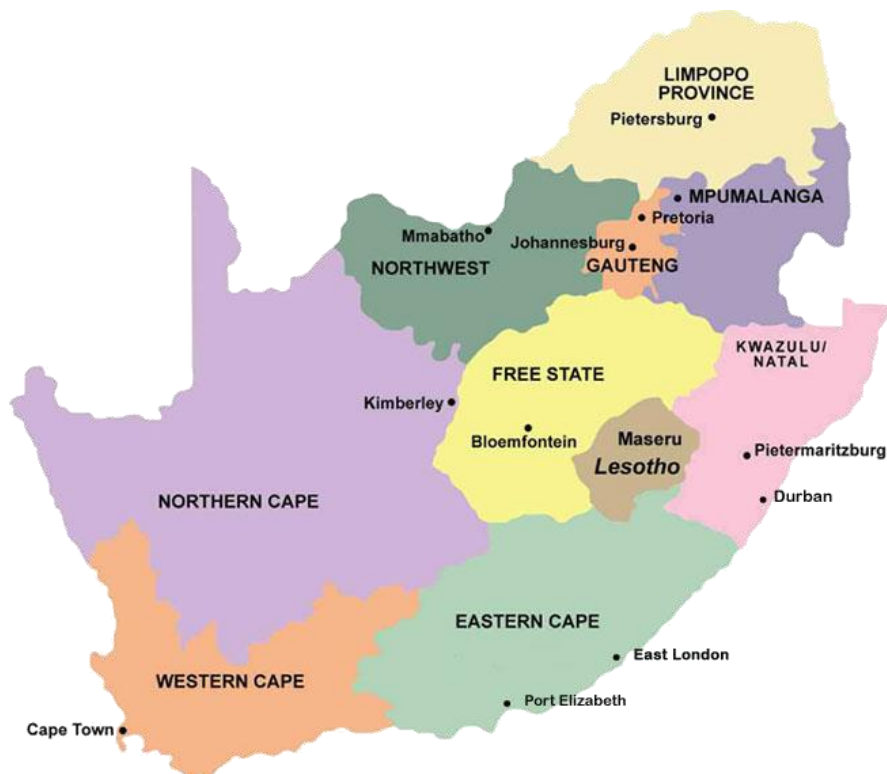 LIMPOPO
PROVINCE
Pietersburg
MPUMALANGA
Pretoria
Mmabatho
Johannesburg
NORTHWEST
GAUTENG
KWAZULU/
NATAL
FREE STATE
Kimberley
Bloemfontein
Maseru
Lesotho
Pietermaritzburg
Durban
NORTHERN CAPE
EASTERN CAPE
East London
WESTERN CAPE
Port Elizabeth
Cape Town